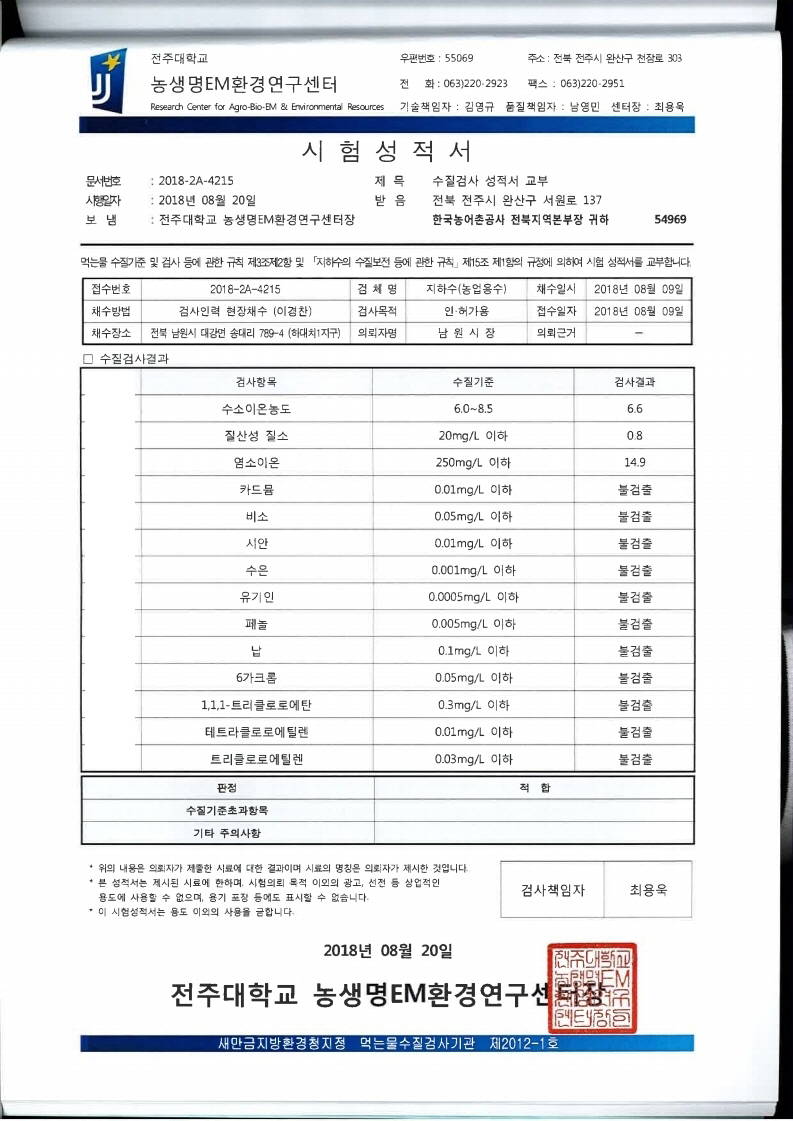 전주대학교
농생명EM환경연구센터
Research Center for Agro-Bio-EM & Environmental Resources
우편번호 : 55069 주소 : 전북 전주시 완산구 천잠로 303
전 화 : 063)220-2923 팩스 : 063)220-2951
기술책임자 : 김영규 품질책임자 : 남영민 센터장 : 최용욱
시 험 성 적 서
문서번호 : 2018-2A-4215 제 목 수질검사 성적서 교부
시행일자 : 2018년 08월 20일 받 음 전북 전주시 완산구 서원로 137
보 냄 : 전주대학교 농생명EM환경연구센터장 한국농어촌공사 전북지역본부장 귀하 54969
먹는물 수질기준 및 검사 등에 관한 규칙 제33조제2항 및 「지하수의 수질보전 등에 관한 규칙」 제15조 제1항의 규정에 의하여 시험 성적서를 교부합니다.
접수번호 2018-2A-4215 검 체 명 지하수(농업용수) 채수일시 2018년 08월 09일
채수방법 검사인력 현장채수 (이경찬) 검사목적 인·허가용 접수일자 2018년 08월 09일
채수장소 전북 남원시 대강면 송대리 789-4 (하대치1지구) 의뢰자명 남 원 시 장 의뢰근거 －
□ 수질검사결과
검사항목 수질기준 검사결과
수소이온농도 6.0~8.5 6.6
질산성 질소 20mg/L 이하 0.8
염소이온 250mg/L 이하 14.9
카드뮴 0.01mg/L 이하 불검출
비소 0.05mg/L 이하 불검출
시안 0.01mg/L 이하 불검출
수은 0.001mg/L 이하 불검출
유기인 0.0005mg/L 이하 불검출
페놀 0.005mg/L 이하 불검출
납 0.1mg/L 이하 불검출
6가크롬 0.05mg/L 이하 불검출
1,1,1-트리클로로에탄 0.3mg/L 이하 불검출
테트라클로로에틸렌 0.01mg/L 이하 불검출
트리클로로에틸렌 0.03mg/L 이하 불검출
판정 적 합
수질기준초과항목
기타 주의사항
* 위의 내용은 의뢰자가 제출한 시료에 대한 결과이며 시료의 명칭은 의뢰자가 제시한 것입니다.
* 본 성적서는 제시된 시료에 한하며, 시험의뢰 목적 이외의 광고, 선전 등 상업적인
용도에 사용할 수 없으며, 용기 포장 등에도 표시할 수 없습니다.
* 이 시험성적서는 용도 이외의 사용을 금합니다.
검사책임자 최용욱
2018년 08월 20일
전주대학교 농생명EM환경연구센터장
전주대학교
농생명EM
환경연구
센터장인
새만금지방환경청지정 먹는물수질검사기관 제2012-1호